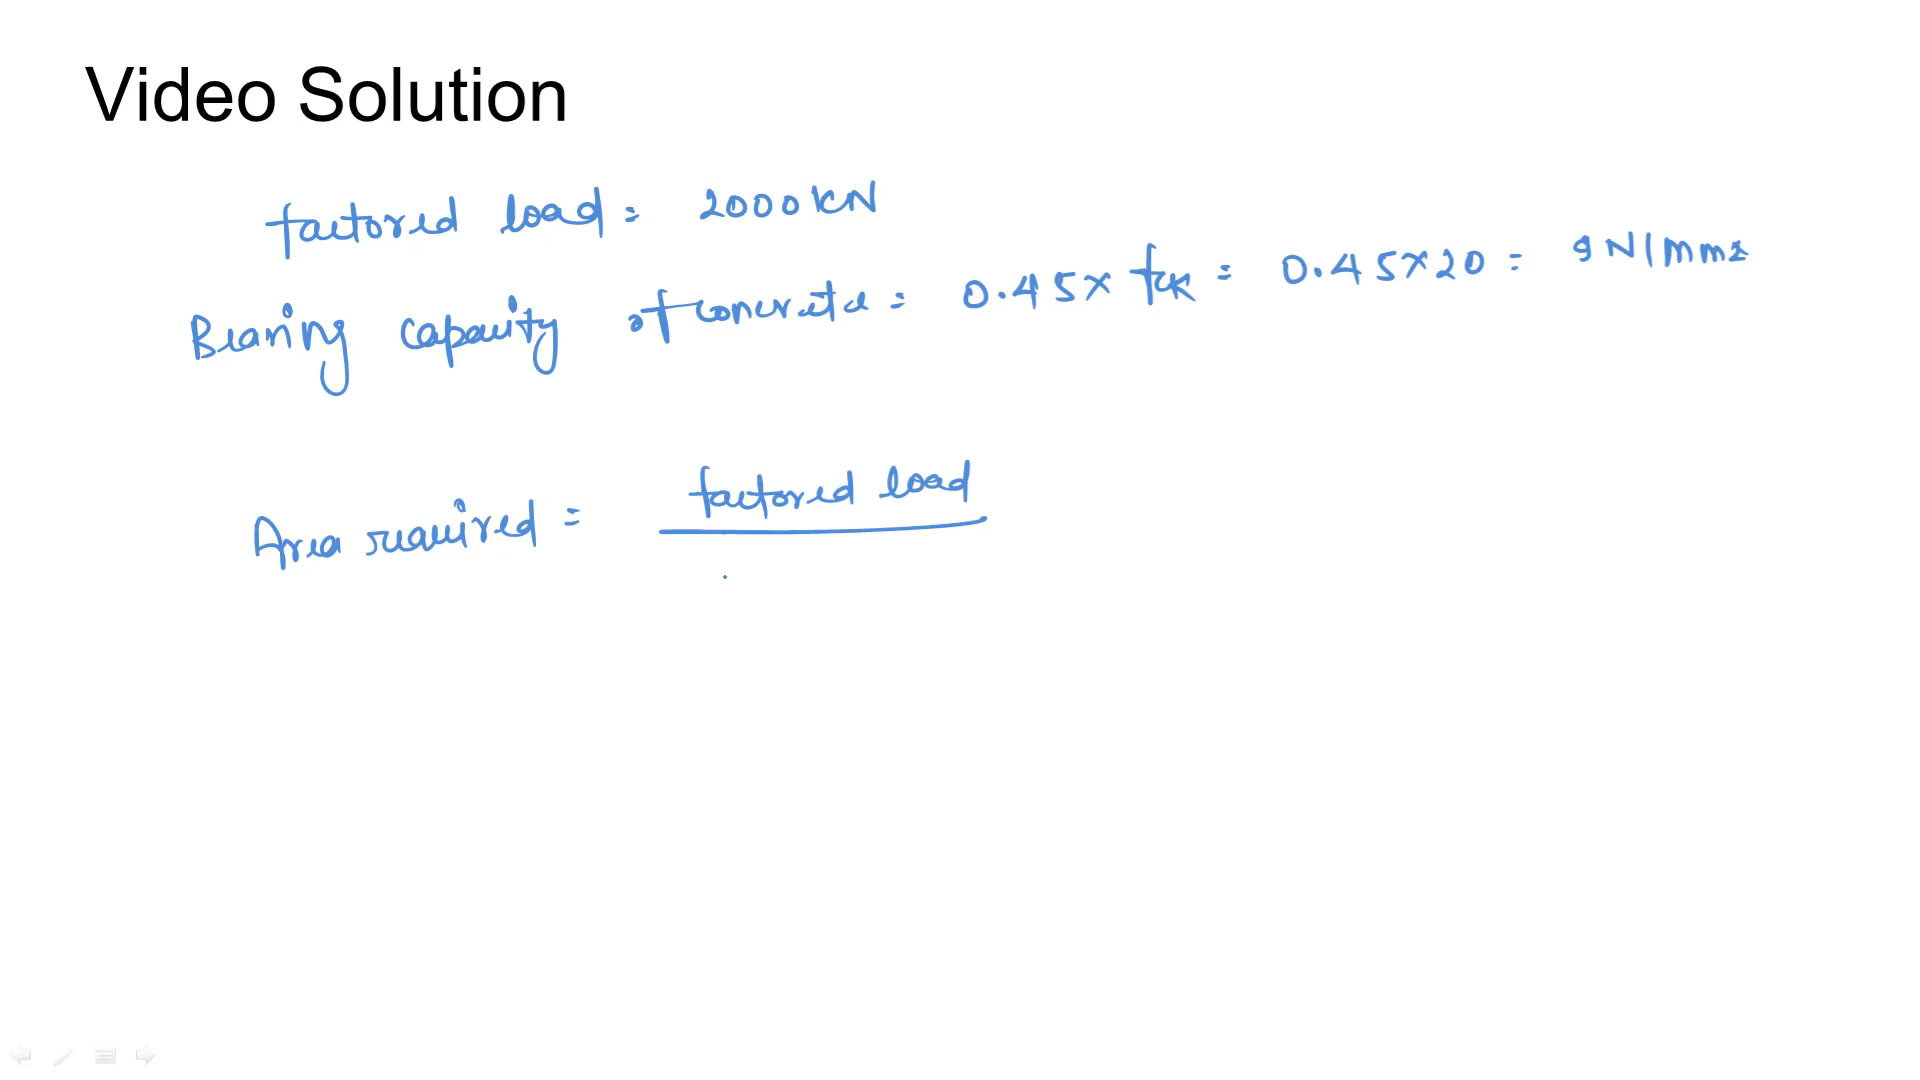 Video Solution
factored load = 2000 kN
Bearing capacity of concrete = 0.45 x fck = 0.45 x 20 = 9 N/mm2
Area required = factored load